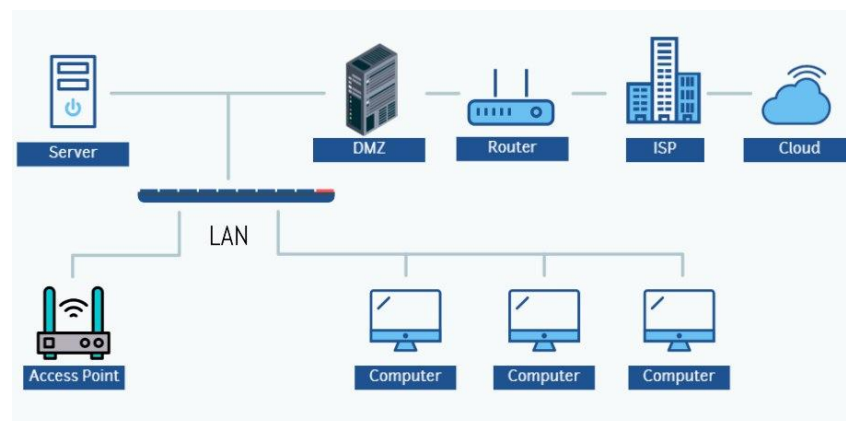 Server
DMZ
Router
ISP
Cloud
LAN
Access Point
Computer
Computer
Computer